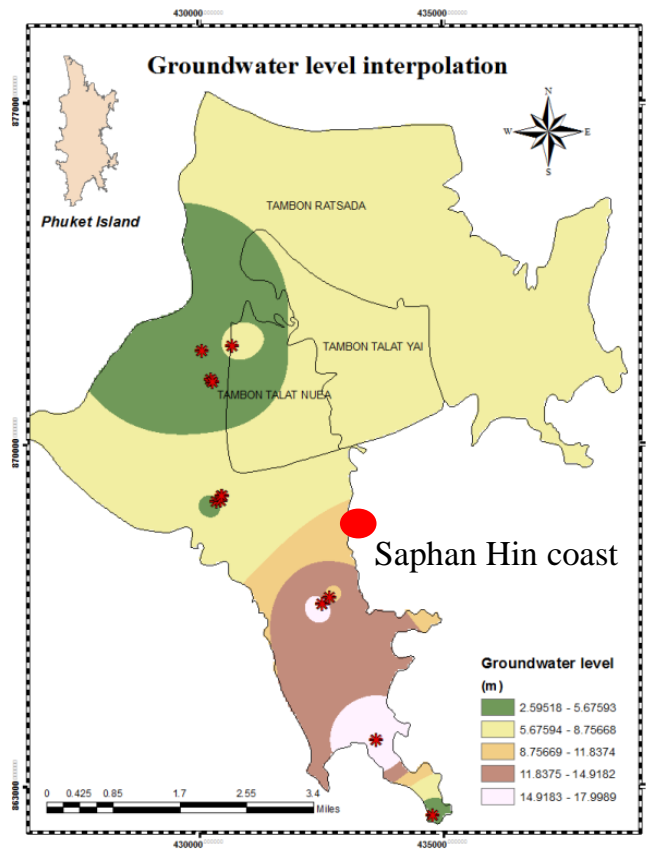 430000
435000
Groundwater level interpolation
877000
N
W
E
S
Phuket Island
TAMBON RATSADA
TAMBON TALAT YAI
TAMBON TALAT NUEA
870000
Saphan Hin coast
Groundwater level
(m)
2.59518 - 5.67593
5.67594 - 8.75668
8.75669 - 11.8374
11.8375 - 14.9182
14.9183 - 17.9989
863000
0 0.425 0.85 1.7 2.55 3.4
Miles
430000
435000